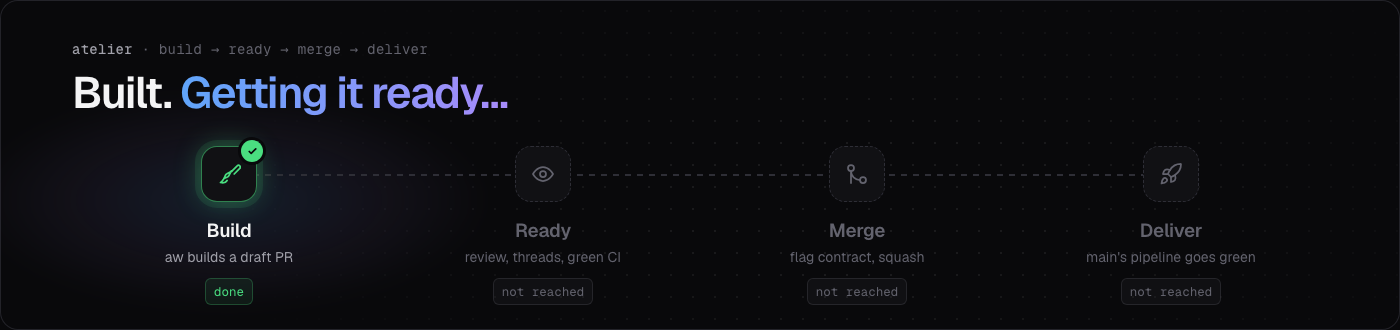 atelier · build → ready → merge → deliver
Built. Getting it ready...
Build
aw builds a draft PR
done
Ready
review, threads, green CI
not reached
Merge
flag contract, squash
not reached
Deliver
main's pipeline goes green
not reached